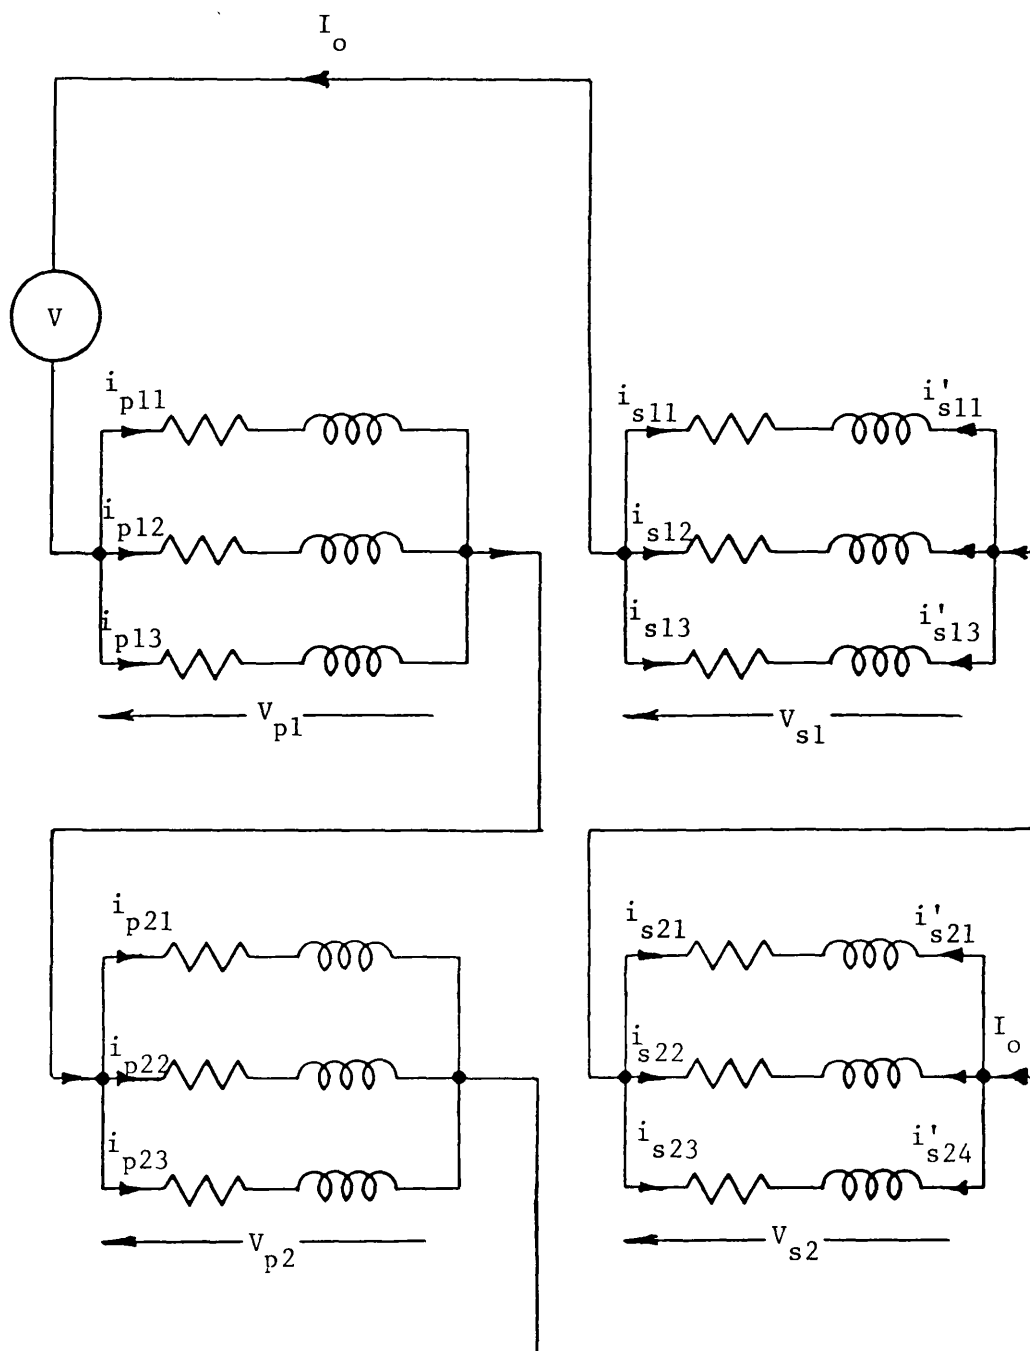 I_o
V
i_p11
i_s11
i'_s11
i_p12
i_s12
i_p13
i_s13
i'_s13
V_p1
V_s1
i_p21
i_s21
i'_s21
i_p22
i_s22
I_o
i_p23
i_s23
i'_s24
V_p2
V_s2